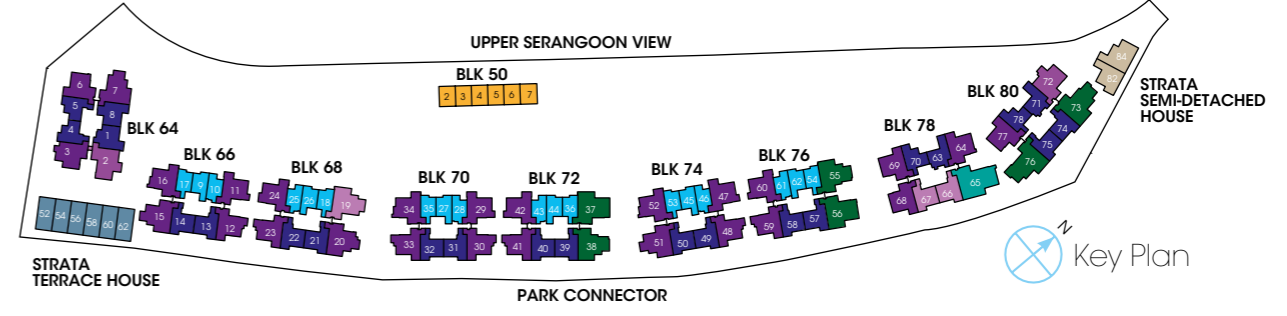 UPPER SERANGOON VIEW
BLK 50
2 3 4 5 6 7
BLK 64
6 7
5 8
4 1
3 2
BLK 66
16 17 9 10 11
15 14 13 12
BLK 68
24 25 26 18 19
23 22 21 20
BLK 70
34 35 27 28 29
33 32 31 30
BLK 72
42 43 44 36 37
41 40 39 38
BLK 74
52 53 45 46 47
51 50 49 48
BLK 76
60 61 62 54 55
59 58 57 56
BLK 78
69 70 63 64
68 67 66 65
BLK 80
72
71 73
78 74
77 75
76
84
82
STRATA
SEMI-DETACHED
HOUSE
52 54 56 58 60 62
STRATA
TERRACE HOUSE
PARK CONNECTOR
N
Key Plan